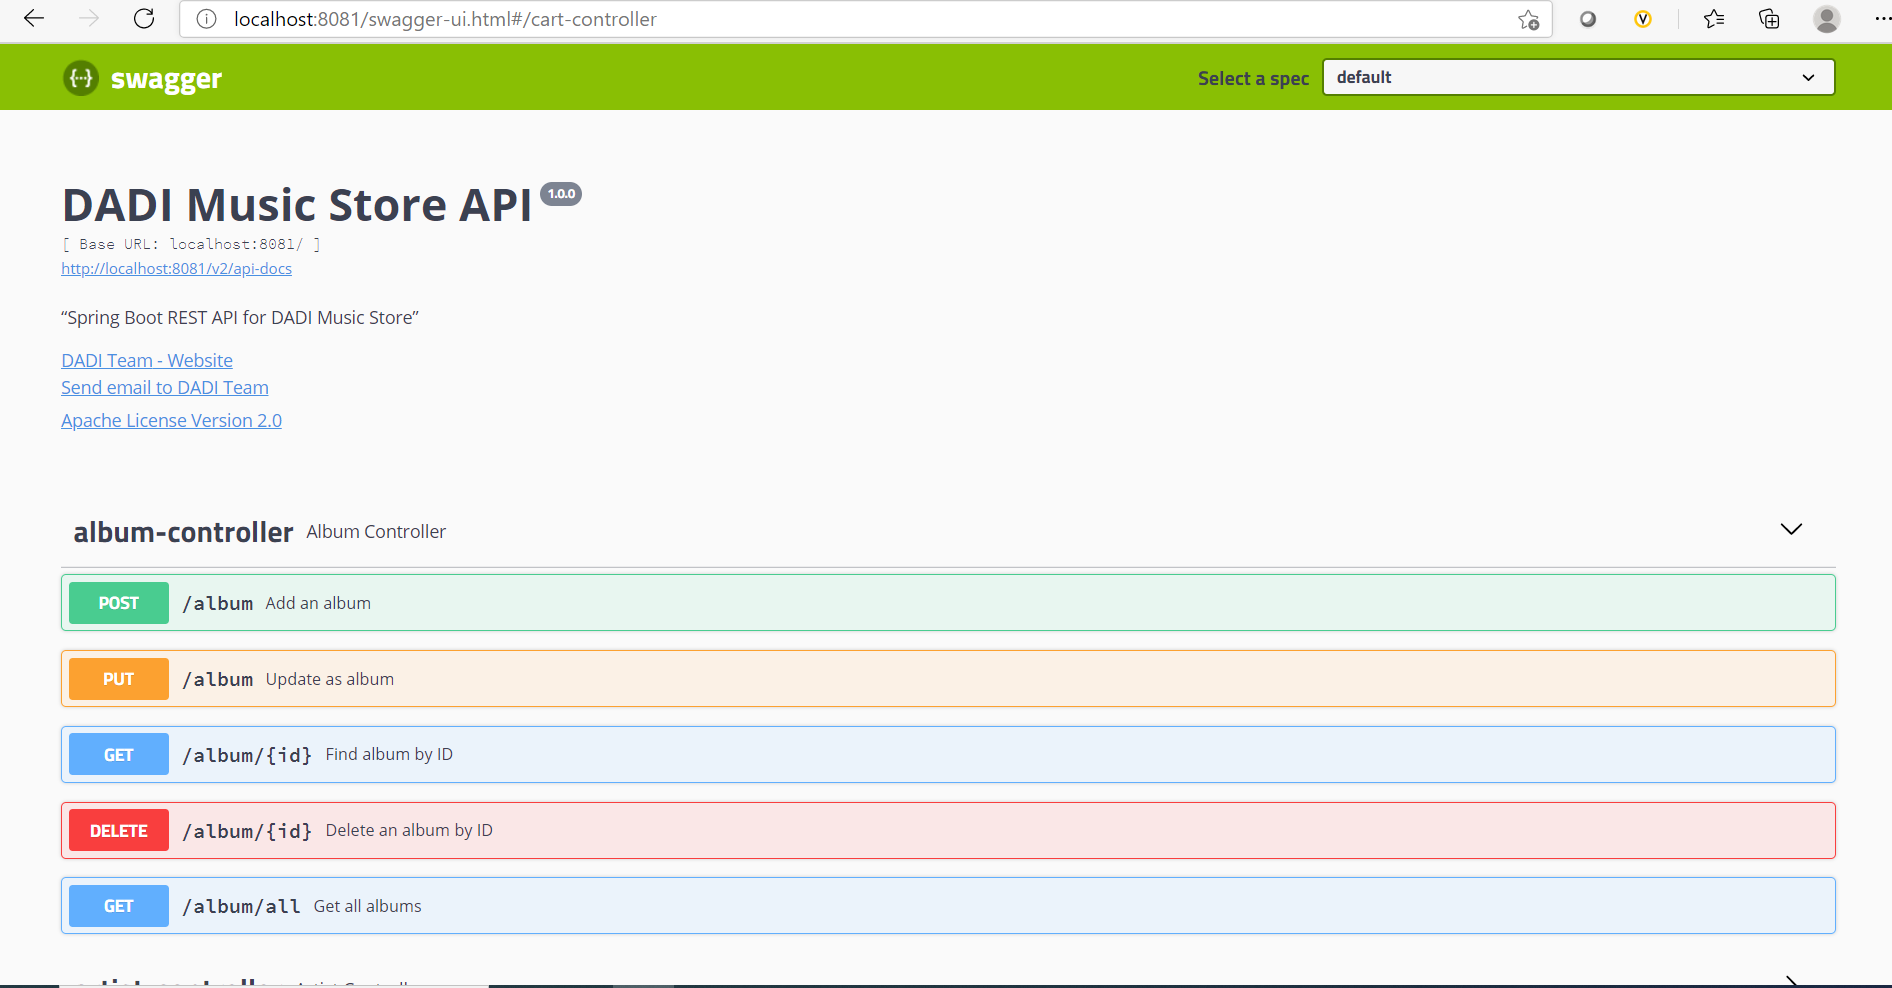 localhost:8081/swagger-ui.html#/cart-controller
swagger
Select a spec
default
DADI Music Store API 1.0.0
[ Base URL: localhost:8081/ ]
http://localhost:8081/v2/api-docs
“Spring Boot REST API for DADI Music Store”
DADI Team - Website
Send email to DADI Team
Apache License Version 2.0
album-controller Album Controller
POST /album Add an album
PUT /album Update as album
GET /album/{id} Find album by ID
DELETE /album/{id} Delete an album by ID
GET /album/all Get all albums